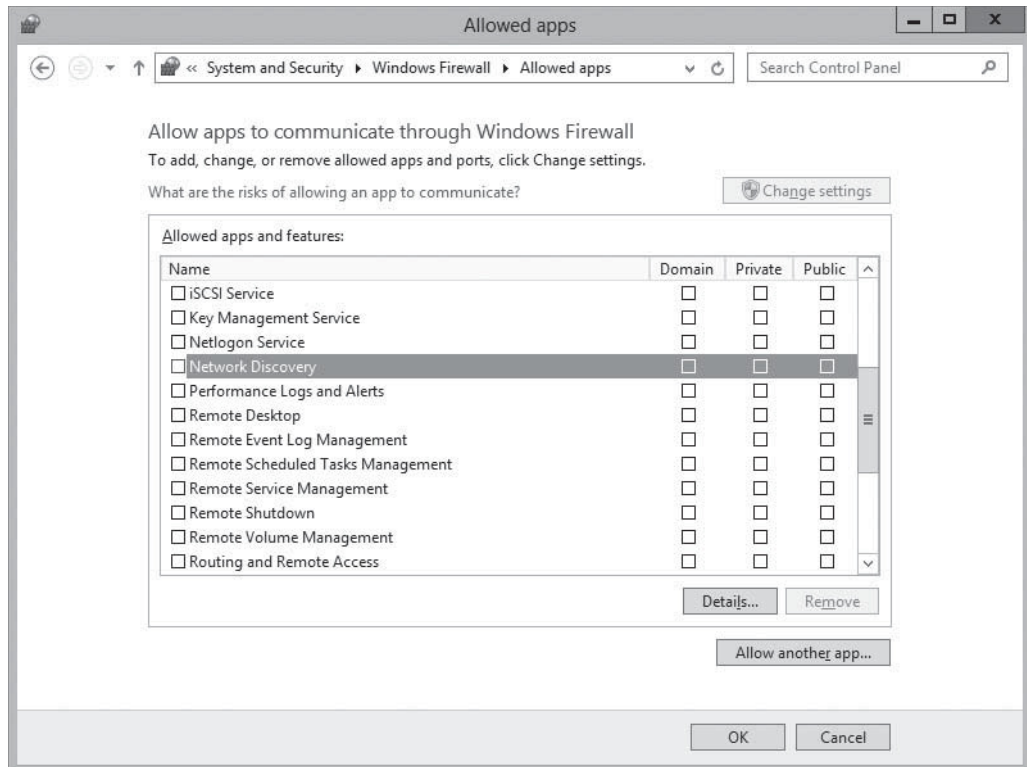 Allowed apps
« System and Security ▸ Windows Firewall ▸ Allowed apps
Search Control Panel
Allow apps to communicate through Windows Firewall
To add, change, or remove allowed apps and ports, click Change settings.
What are the risks of allowing an app to communicate?
Change settings
Allowed apps and features:
Name Domain Private Public
iSCSI Service
Key Management Service
Netlogon Service
Network Discovery
Performance Logs and Alerts
Remote Desktop
Remote Event Log Management
Remote Scheduled Tasks Management
Remote Service Management
Remote Shutdown
Remote Volume Management
Routing and Remote Access
Details... Remove
Allow another app...
OK Cancel